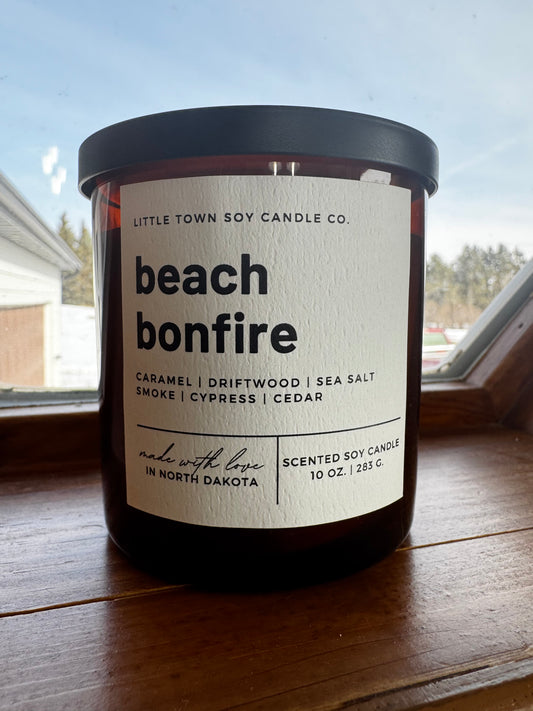 LITTLE TOWN SOY CANDLE CO.
beach
bonfire
CARAMEL | DRIFTWOOD | SEA SALT
SMOKE | CYPRESS | CEDAR
made with love
IN NORTH DAKOTA
SCENTED SOY CANDLE
10 OZ. | 283 G.